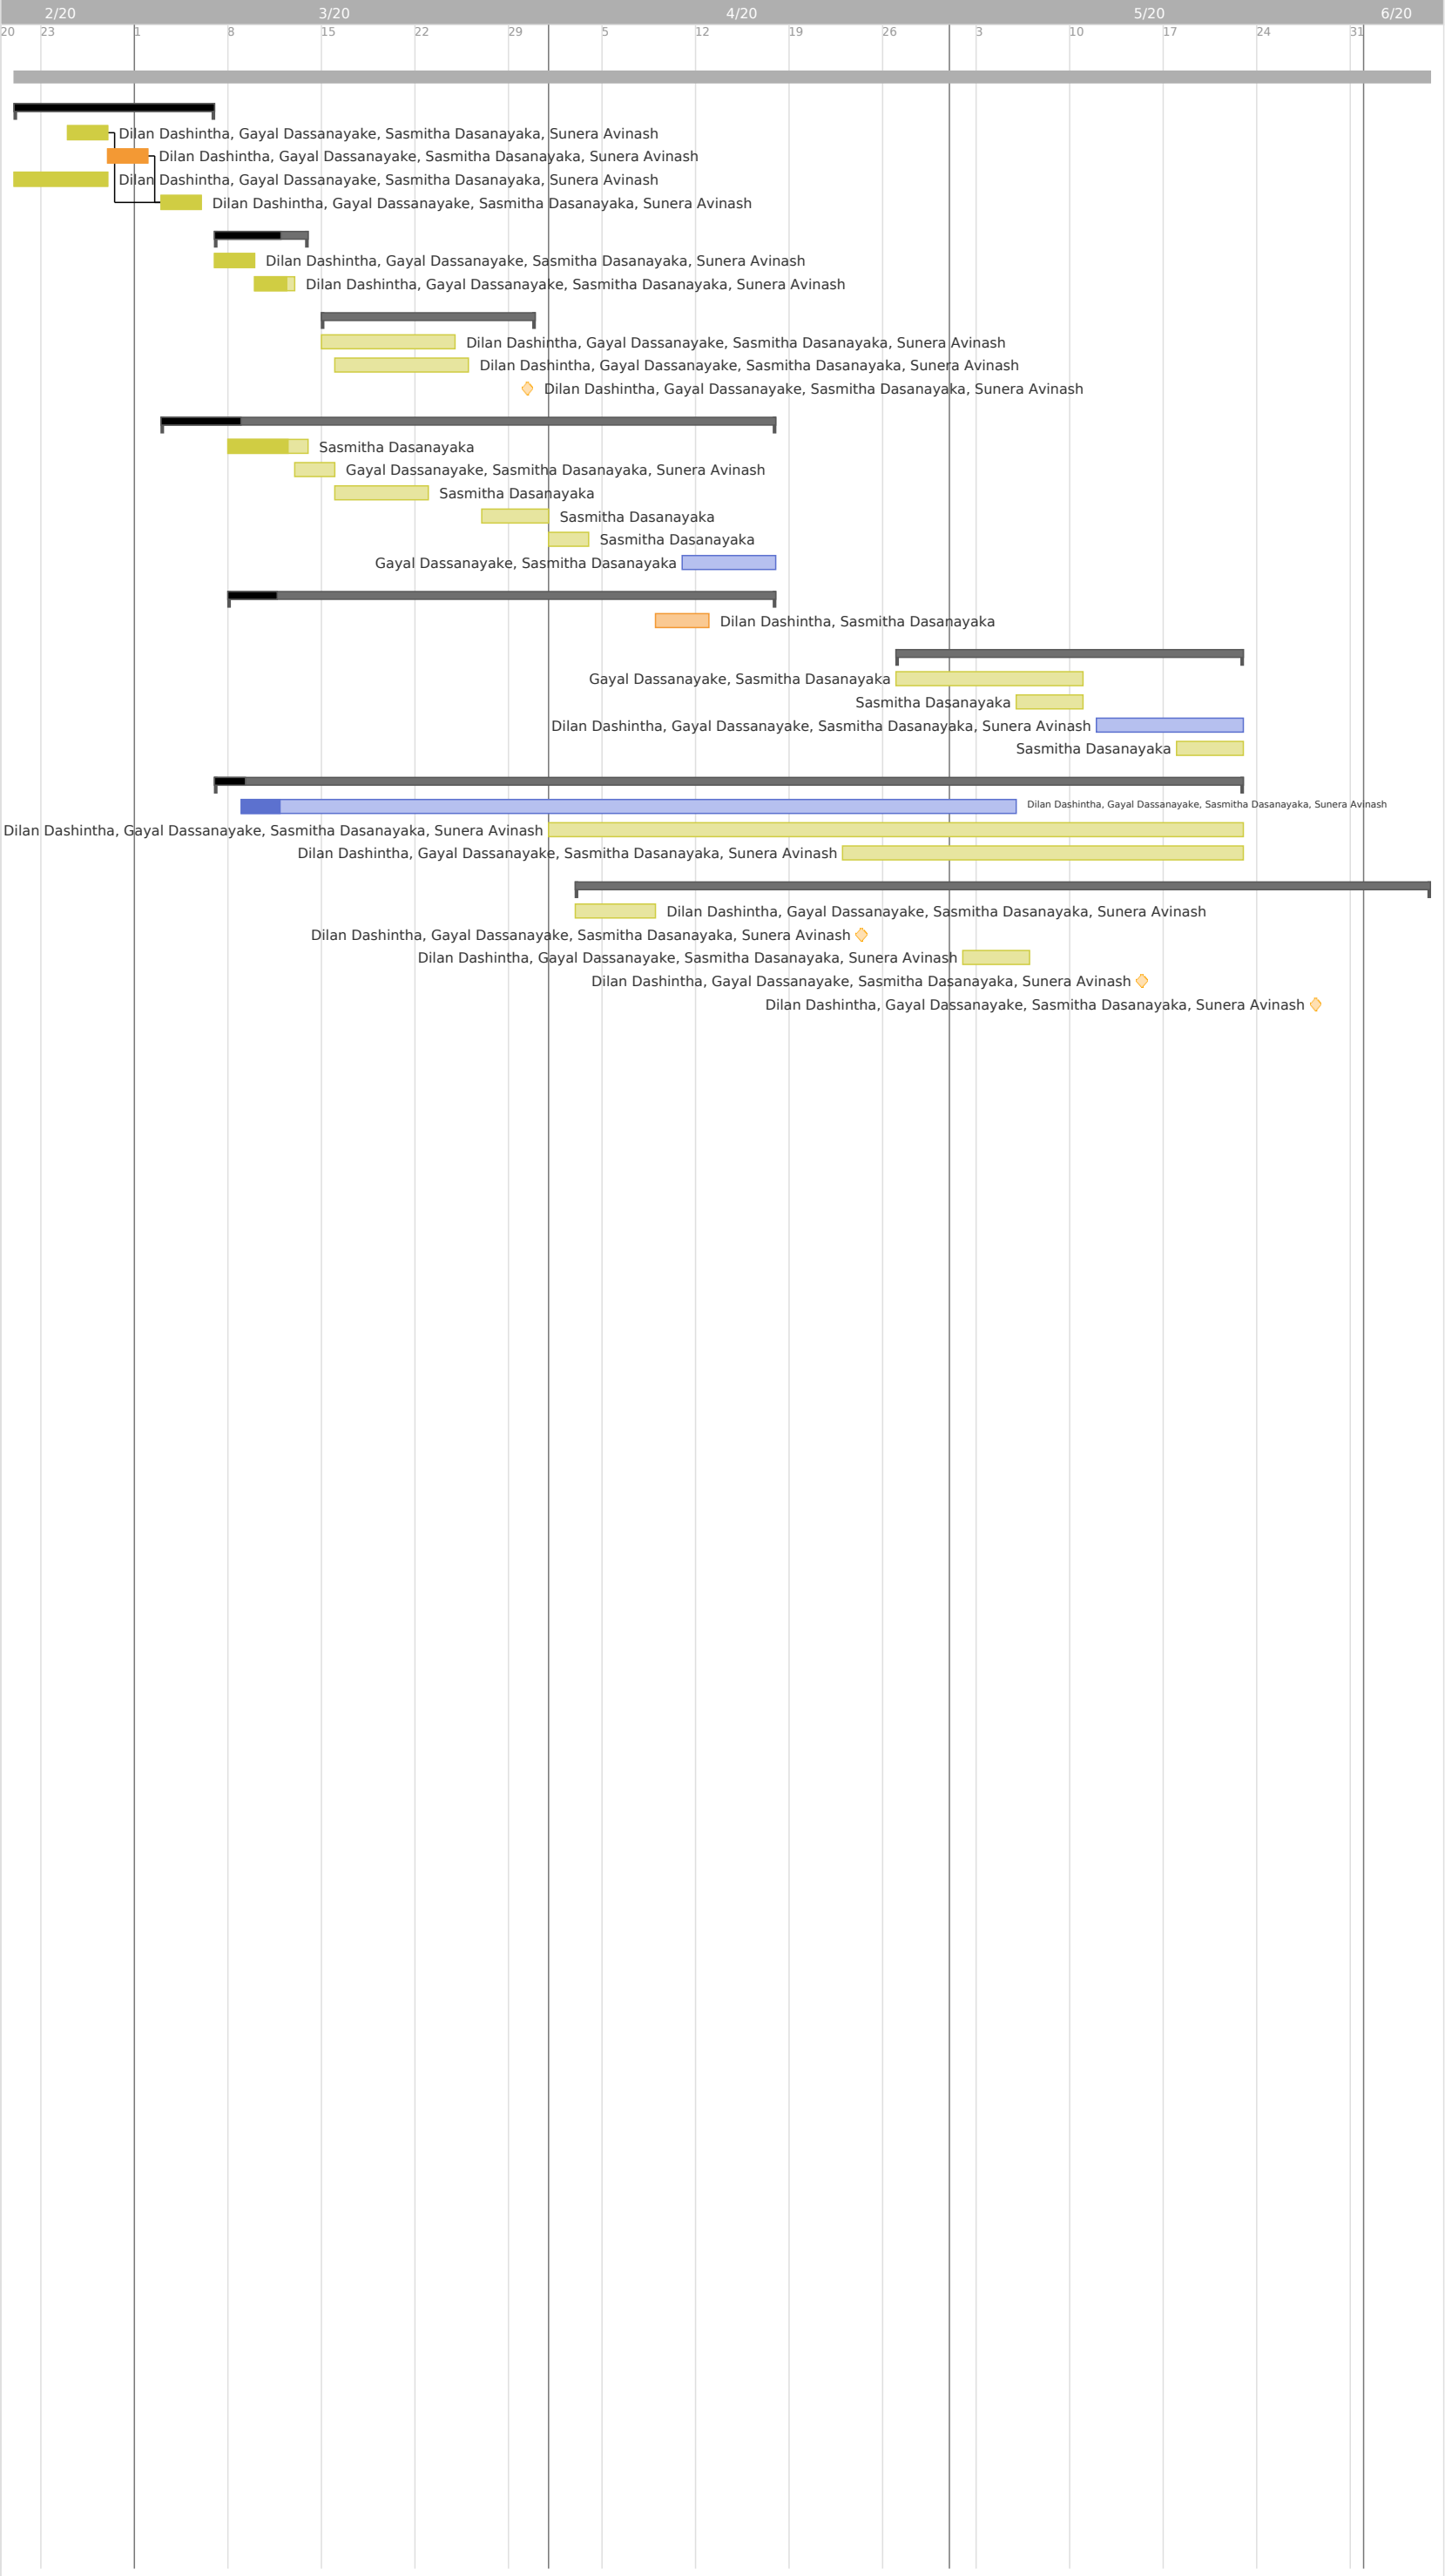 2/20 3/20 4/20 5/20 6/20
20 23 1 8 15 22 29 5 12 19 26 3 10 17 24 31
Dilan Dashintha, Gayal Dassanayake, Sasmitha Dasanayaka, Sunera Avinash
Dilan Dashintha, Gayal Dassanayake, Sasmitha Dasanayaka, Sunera Avinash
Dilan Dashintha, Gayal Dassanayake, Sasmitha Dasanayaka, Sunera Avinash
Dilan Dashintha, Gayal Dassanayake, Sasmitha Dasanayaka, Sunera Avinash
Dilan Dashintha, Gayal Dassanayake, Sasmitha Dasanayaka, Sunera Avinash
Dilan Dashintha, Gayal Dassanayake, Sasmitha Dasanayaka, Sunera Avinash
Dilan Dashintha, Gayal Dassanayake, Sasmitha Dasanayaka, Sunera Avinash
Dilan Dashintha, Gayal Dassanayake, Sasmitha Dasanayaka, Sunera Avinash
Dilan Dashintha, Gayal Dassanayake, Sasmitha Dasanayaka, Sunera Avinash
Sasmitha Dasanayaka
Gayal Dassanayake, Sasmitha Dasanayaka, Sunera Avinash
Sasmitha Dasanayaka
Sasmitha Dasanayaka
Sasmitha Dasanayaka
Gayal Dassanayake, Sasmitha Dasanayaka
Dilan Dashintha, Sasmitha Dasanayaka
Gayal Dassanayake, Sasmitha Dasanayaka
Sasmitha Dasanayaka
Dilan Dashintha, Gayal Dassanayake, Sasmitha Dasanayaka, Sunera Avinash
Sasmitha Dasanayaka
Dilan Dashintha, Gayal Dassanayake, Sasmitha Dasanayaka, Sunera Avinash
Dilan Dashintha, Gayal Dassanayake, Sasmitha Dasanayaka, Sunera Avinash
Dilan Dashintha, Gayal Dassanayake, Sasmitha Dasanayaka, Sunera Avinash
Dilan Dashintha, Gayal Dassanayake, Sasmitha Dasanayaka, Sunera Avinash
Dilan Dashintha, Gayal Dassanayake, Sasmitha Dasanayaka, Sunera Avinash
Dilan Dashintha, Gayal Dassanayake, Sasmitha Dasanayaka, Sunera Avinash
Dilan Dashintha, Gayal Dassanayake, Sasmitha Dasanayaka, Sunera Avinash
Dilan Dashintha, Gayal Dassanayake, Sasmitha Dasanayaka, Sunera Avinash